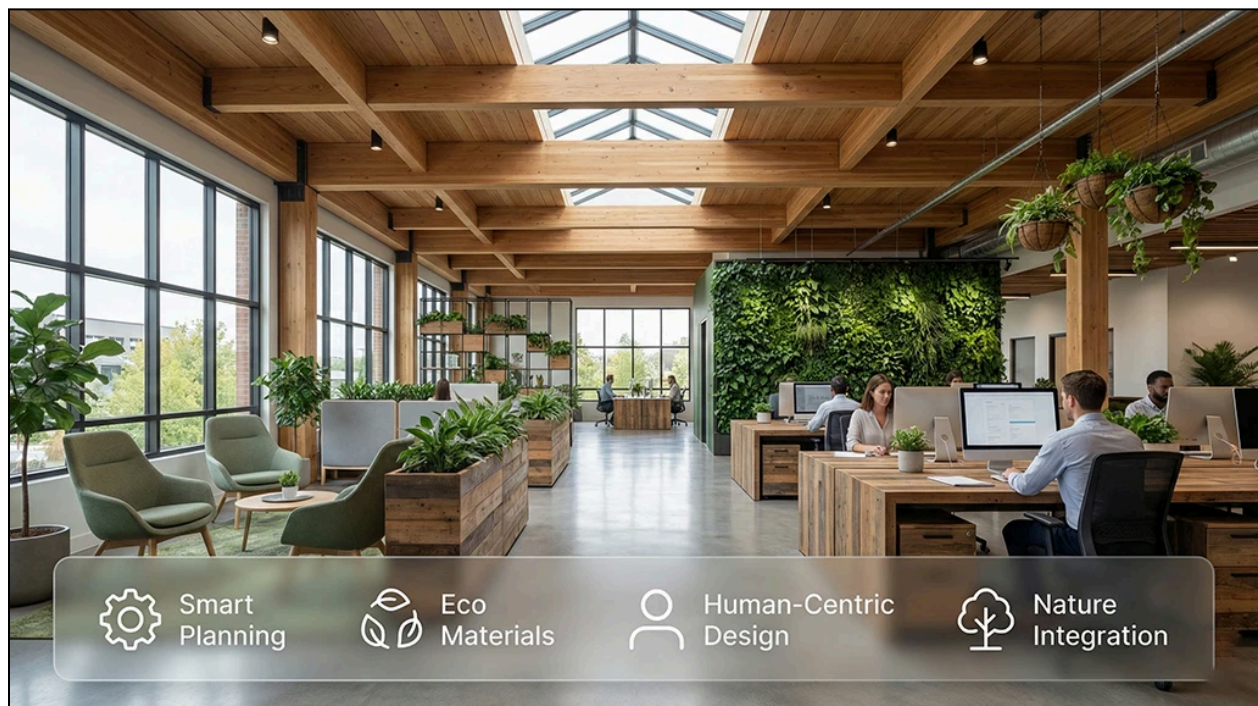 Smart
Planning
Eco
Materials
Human-Centric
Design
Nature
Integration